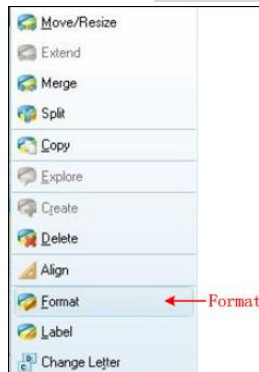 Move/Resize
Extend
Merge
Split
Copy
Explore
Create
Delete
Align
Format
Format
Label
Change Letter